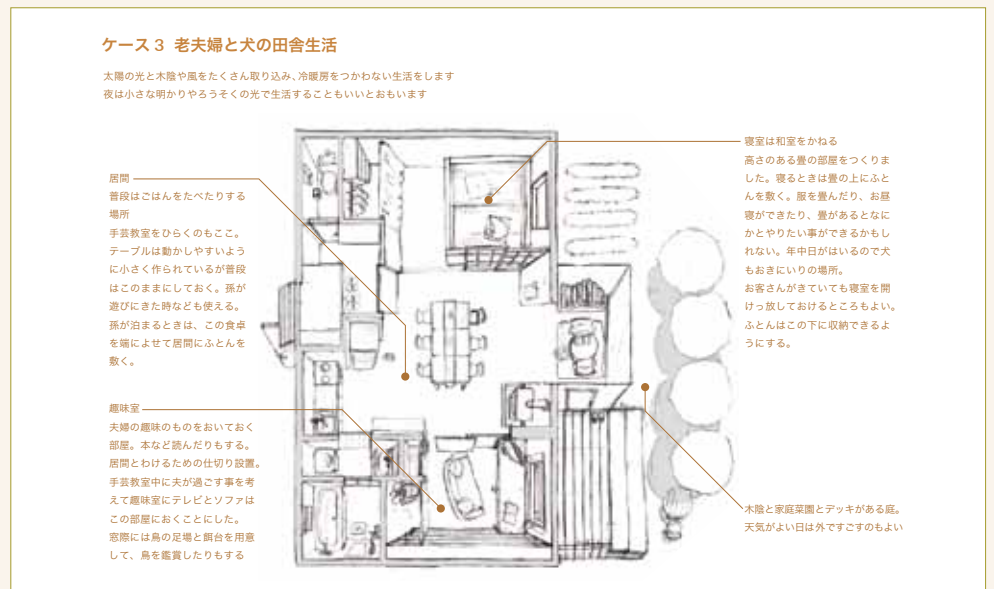 ケース３ 老夫婦と犬の田舎生活
太陽の光と木陰や風をたくさん取り込み、冷暖房をつかわない生活をします
夜は小さな明かりやろうそくの光で生活することもいいとおもいます
居間
普段はごはんをたべたりする
場所
手芸教室をひらくのもここ。
テーブルは動かしやすいよう
に小さく作られているが普段
はこのままにしておく。孫が
遊びにきた時なども使える。
孫が泊まるときは、この食卓
を端によせて居間にふとんを
敷く。
趣味室
夫婦の趣味のものをおいておく
部屋。本など読んだりもする。
居間とわけるための仕切り設置。
手芸教室中に夫が過ごす事を考
えて趣味室にテレビとソファは
この部屋におくことにした。
窓際には鳥の足場と餌台を用意
して、鳥を鑑賞したりもする
寝室は和室をかねる
高さのある畳の部屋をつくりま
した。寝るときは畳の上にふと
んを敷く。服を畳んだり、お昼
寝ができたり、畳があるとなに
かとやりたい事ができるかもし
れない。年中日がはいるので犬
もおきにいりの場所。
お客さんがきていても寝室を開
けっ放しておけるところもよい。
ふとんはこの下に収納できるよ
うにする。
木陰と家庭菜園とデッキがある庭。
天気がよい日は外ですごすのもよい